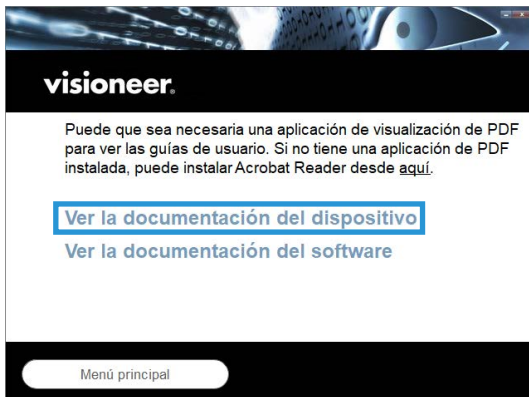 visioneer.
Puede que sea necesaria una aplicación de visualización de PDF
para ver las guías de usuario. Si no tiene una aplicación de PDF
instalada, puede instalar Acrobat Reader desde aquí.
Ver la documentación del dispositivo
Ver la documentación del software
Menú principal